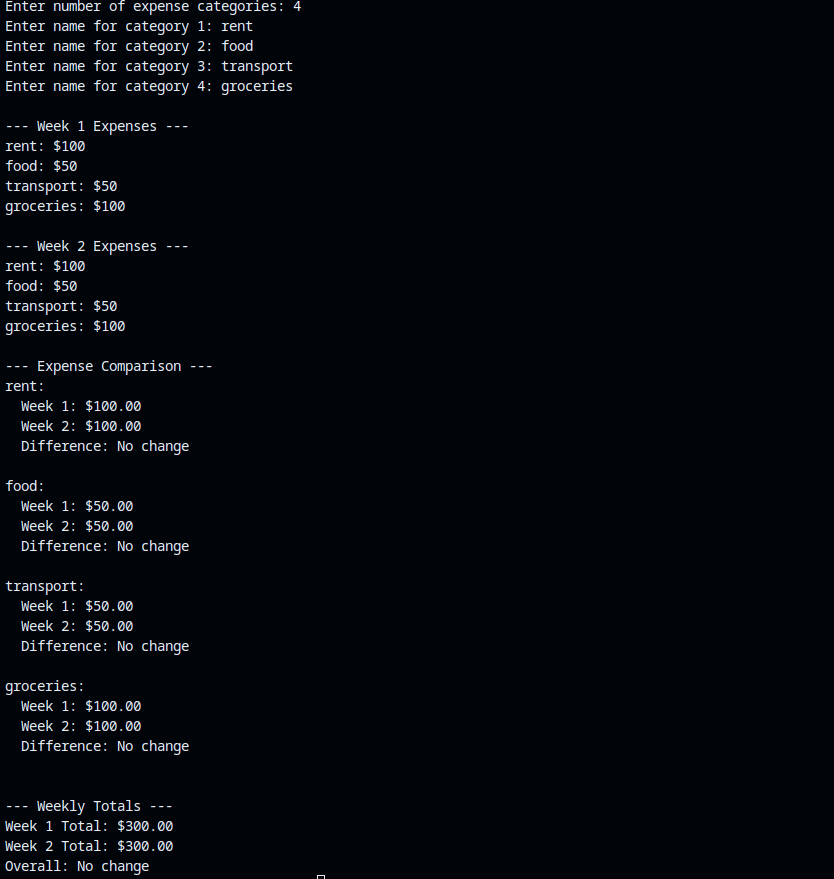 Enter number of expense categories: 4
Enter name for category 1: rent
Enter name for category 2: food
Enter name for category 3: transport
Enter name for category 4: groceries

--- Week 1 Expenses ---
rent: $100
food: $50
transport: $50
groceries: $100

--- Week 2 Expenses ---
rent: $100
food: $50
transport: $50
groceries: $100

--- Expense Comparison ---
rent:
  Week 1: $100.00
  Week 2: $100.00
  Difference: No change

food:
  Week 1: $50.00
  Week 2: $50.00
  Difference: No change

transport:
  Week 1: $50.00
  Week 2: $50.00
  Difference: No change

groceries:
  Week 1: $100.00
  Week 2: $100.00
  Difference: No change


--- Weekly Totals ---
Week 1 Total: $300.00
Week 2 Total: $300.00
Overall: No change